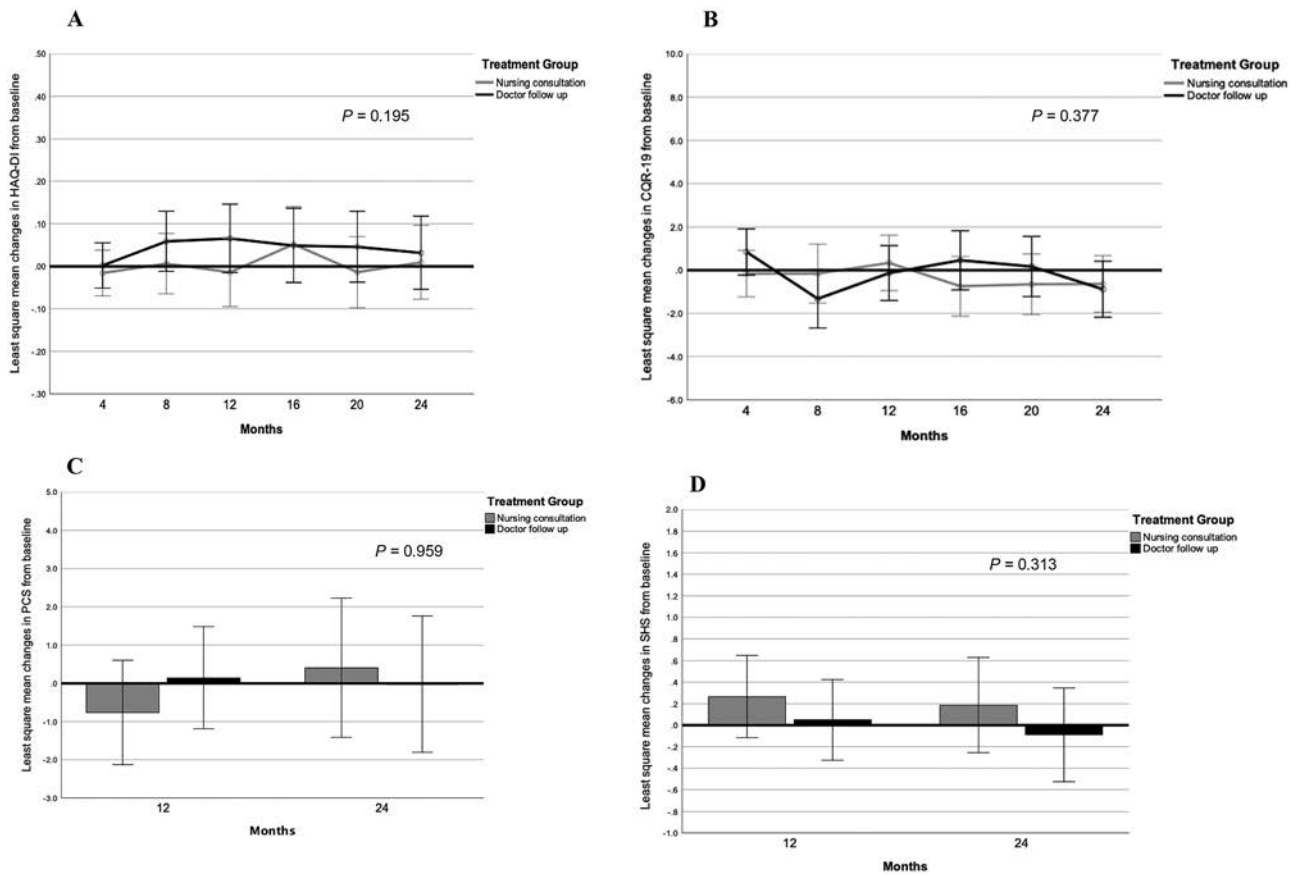 A
Least square mean changes in HAQ-DI from baseline
.50
.40
.30
.20
.10
.00
-.10
-.20
-.30
4 8 12 16 20 24
Months
Treatment Group
Nursing consultation
Doctor follow up
P = 0.195
B
Least square mean changes in CQR-19 from baseline
10.0
8.0
6.0
4.0
2.0
.0
-2.0
-4.0
-6.0
4 8 12 16 20 24
Months
Treatment Group
Nursing consultation
Doctor follow up
P = 0.377
C
Least square mean changes in PCS from baseline
5.0
4.0
3.0
2.0
1.0
.0
-1.0
-2.0
-3.0
12 24
Months
Treatment Group
Nursing consultation
Doctor follow up
P = 0.959
D
Least square mean changes in SHS from baseline
2.0
1.8
1.6
1.4
1.2
1.0
.8
.6
.4
.2
.0
-.2
-.4
-.6
-.8
-1.0
12 24
Months
Treatment Group
Nursing consultation
Doctor follow up
P = 0.313